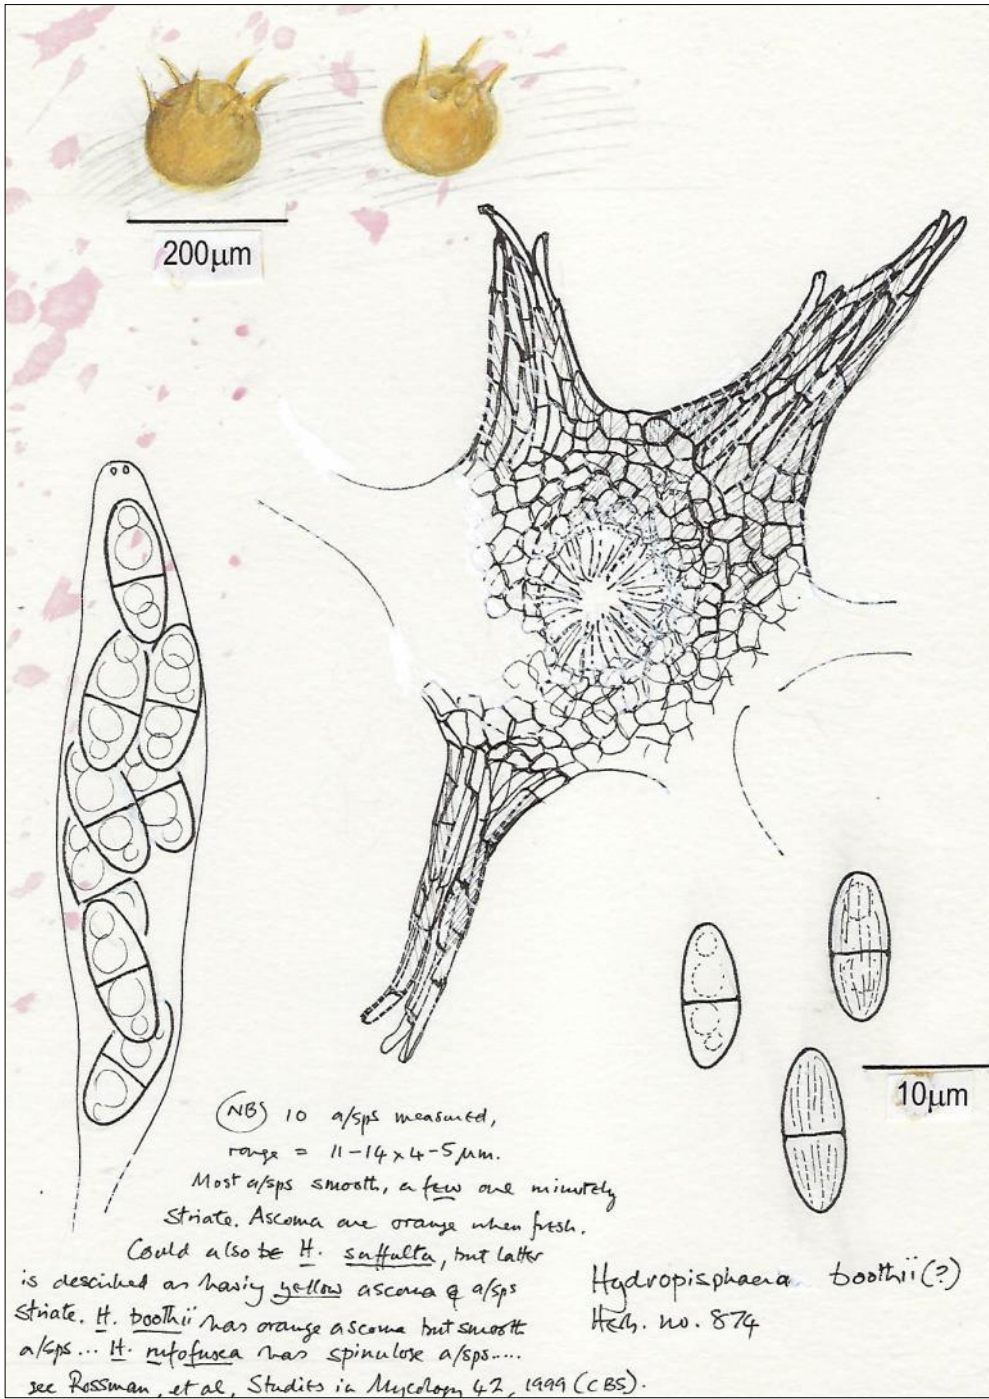 200μm
10μm
NBS 10 a/sps measured,
range = 11-14 x 4-5 μm.
Most a/sps smooth, a few are minutely
striate. Ascoma are orange when fresh.
Could also be H. suffulta, but latter
is described as having yellow ascoma & a/sps
striate. H. boothii has orange ascoma but smooth
a/sps... H. rufofusca has spinulose a/sps.....
see Rossman, et al, Studies in Mycology 42, 1999 (CBS).
Hydropisphaera boothii (?)
Herb. no. 874